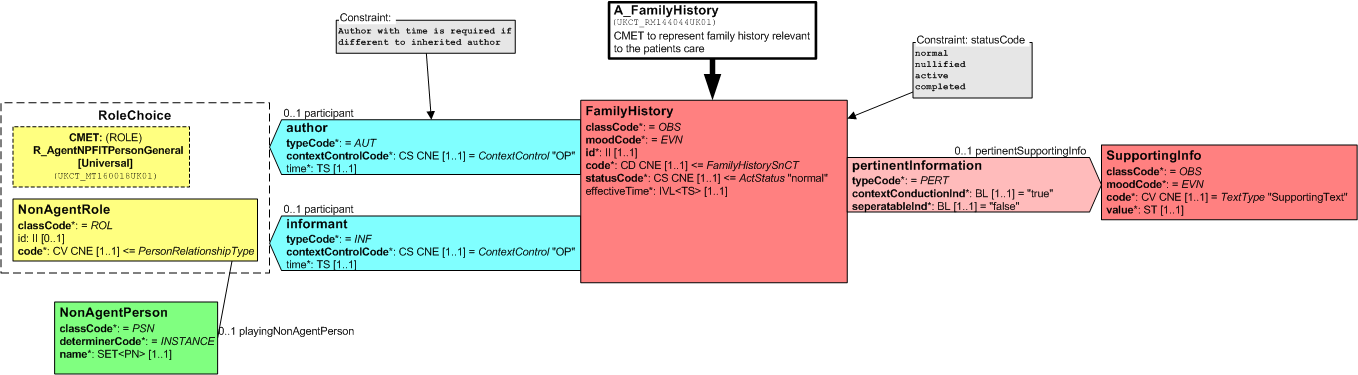 A_FamilyHistory
(UKCT_RM144044UK01)
CMET to represent family history relevant
to the patients care
Constraint:
Author with time is required if
different to inherited author
Constraint: statusCode
normal
nullified
active
completed
RoleChoice
CMET: (ROLE)
R_AgentNPFITPersonGeneral
[Universal]
(UKCT_MT160018UK01)
NonAgentRole
classCode*: = ROL
id: II [0..1]
code*: CV CNE [1..1] <= PersonRelationshipType
0..1 participant
author
typeCode*: = AUT
contextControlCode*: CS CNE [1..1] = ContextControl "OP"
time*: TS [1..1]
0..1 participant
informant
typeCode*: = INF
contextControlCode*: CS CNE [1..1] = ContextControl "OP"
time*: TS [1..1]
FamilyHistory
classCode*: = OBS
moodCode*: = EVN
id*: II [1..1]
code*: CD CNE [1..1] <= FamilyHistorySnCT
statusCode*: CS CNE [1..1] <= ActStatus "normal"
effectiveTime*: IVL<TS> [1..1]
0..1 pertinentSupportingInfo
pertinentInformation
typeCode*: = PERT
contextConductionInd*: BL [1..1] = "true"
seperatableInd*: BL [1..1] = "false"
SupportingInfo
classCode*: = OBS
moodCode*: = EVN
code*: CV CNE [1..1] = TextType "SupportingText"
value*: ST [1..1]
NonAgentPerson
classCode*: = PSN
determinerCode*: = INSTANCE
name*: SET<PN> [1..1]
0..1 playingNonAgentPerson